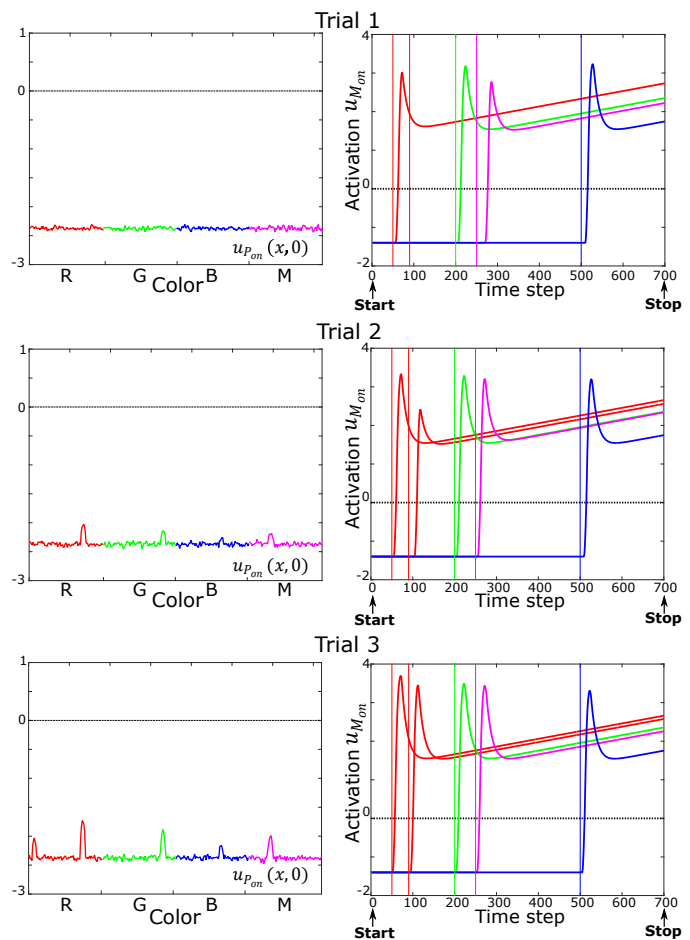 Trial 1
1
0
-3
R G B M
Color
u_{P_{on}}(x,0)
4
0
-2
Activation u_{M_{on}}
0 100 200 300 400 500 600 700
Time step
Start
Stop
Trial 2
1
0
-3
R G B M
Color
u_{P_{on}}(x,0)
4
0
-2
Activation u_{M_{on}}
0 100 200 300 400 500 600 700
Time step
Start
Stop
Trial 3
1
0
-3
R G B M
Color
u_{P_{on}}(x,0)
4
0
-2
Activation u_{M_{on}}
0 100 200 300 400 500 600 700
Time step
Start
Stop